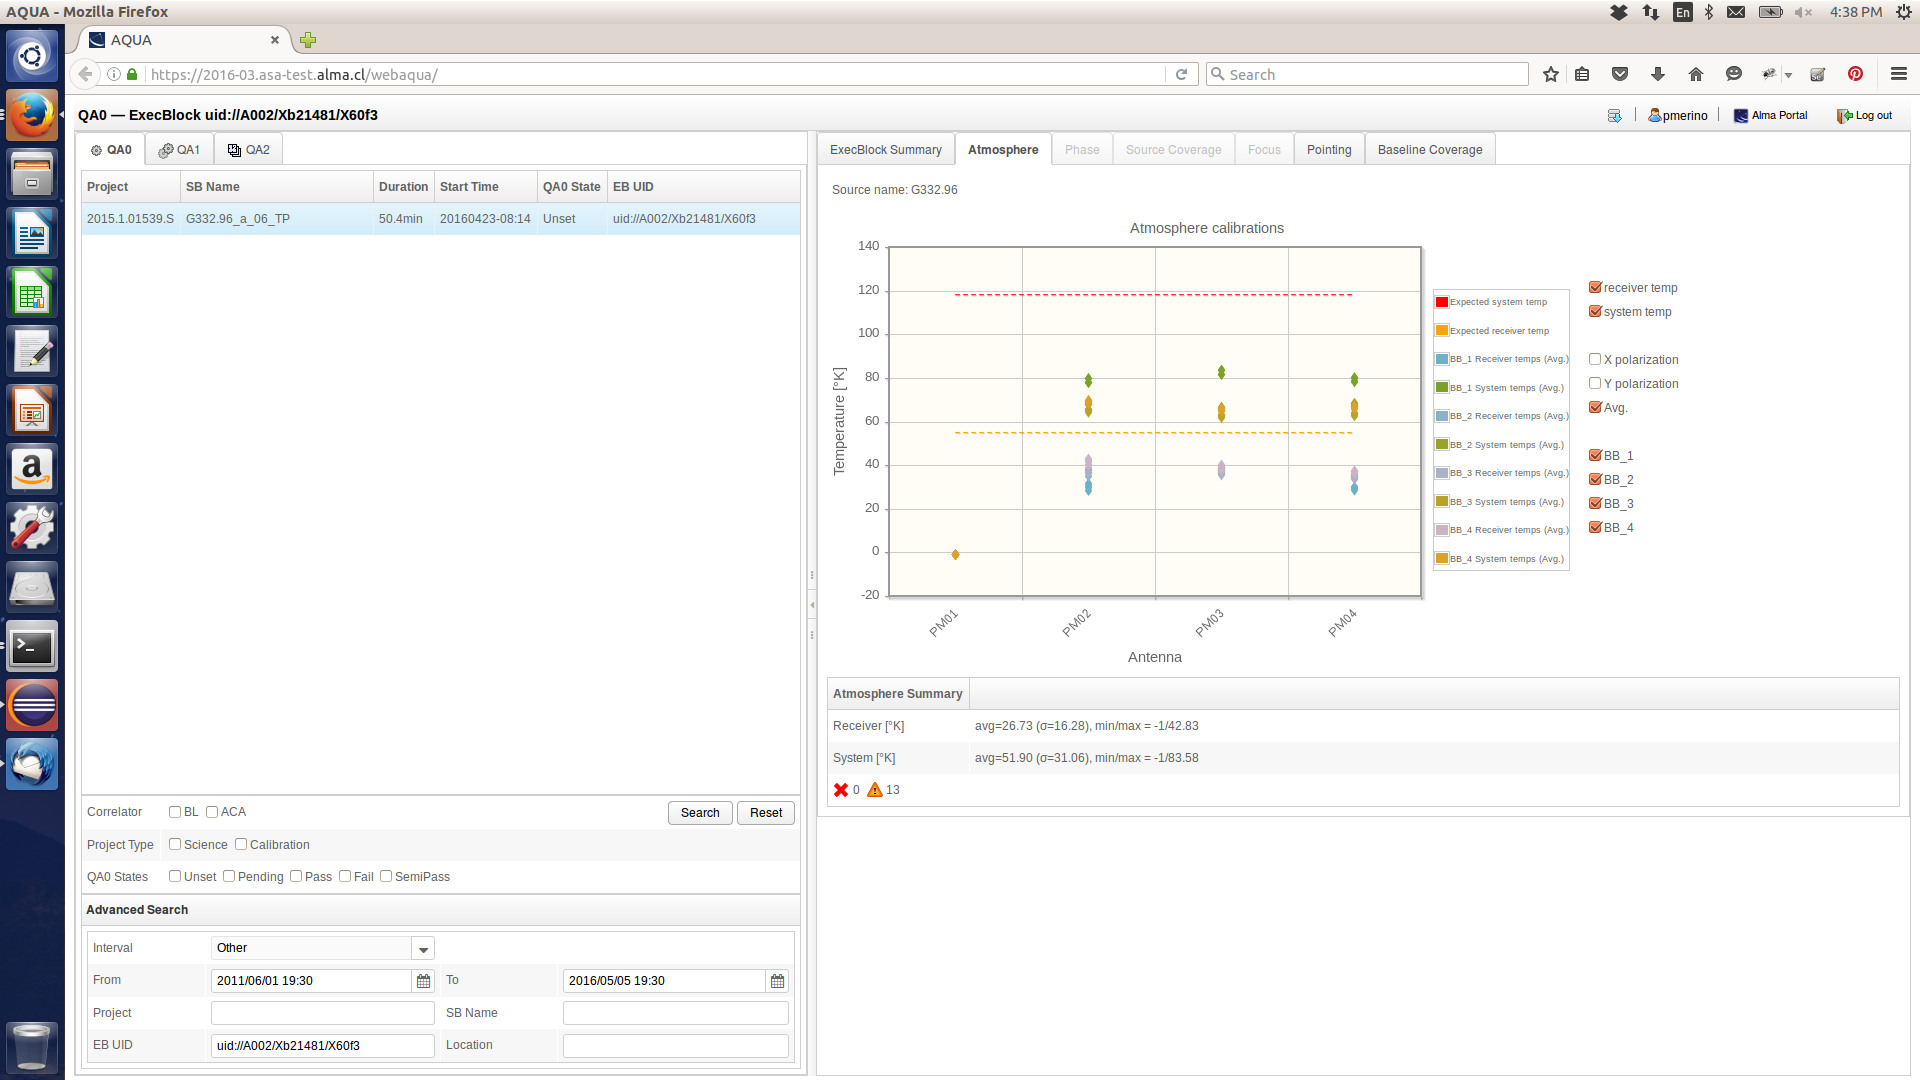 AQUA - Mozilla Firefox
En
4:38 PM
AQUA
https://2016-03.asa-test.alma.cl/webaqua/
Search
QA0 — ExecBlock uid://A002/Xb21481/X60f3
pmerino
Alma Portal
Log out
QA0
QA1
QA2
Project
SB Name
Duration
Start Time
QA0 State
EB UID
2015.1.01539.S
G332.96_a_06_TP
50.4min
20160423-08:14
Unset
uid://A002/Xb21481/X60f3
Correlator
BL
ACA
Search
Reset
Project Type
Science
Calibration
QA0 States
Unset
Pending
Pass
Fail
SemiPass
Advanced Search
Interval
Other
From
2011/06/01 19:30
To
2016/05/05 19:30
Project
SB Name
EB UID
uid://A002/Xb21481/X60f3
Location
ExecBlock Summary
Atmosphere
Phase
Source Coverage
Focus
Pointing
Baseline Coverage
Source name: G332.96
Atmosphere calibrations
Temperature [°K]
140
120
100
80
60
40
20
0
-20
PM01
PM02
PM03
PM04
Antenna
Expected system temp
Expected receiver temp
BB_1 Receiver temps (Avg.)
BB_1 System temps (Avg.)
BB_2 Receiver temps (Avg.)
BB_2 System temps (Avg.)
BB_3 Receiver temps (Avg.)
BB_3 System temps (Avg.)
BB_4 Receiver temps (Avg.)
BB_4 System temps (Avg.)
receiver temp
system temp
X polarization
Y polarization
Avg.
BB_1
BB_2
BB_3
BB_4
Atmosphere Summary
Receiver [°K]
avg=26.73 (σ=16.28), min/max = -1/42.83
System [°K]
avg=51.90 (σ=31.06), min/max = -1/83.58
0
13